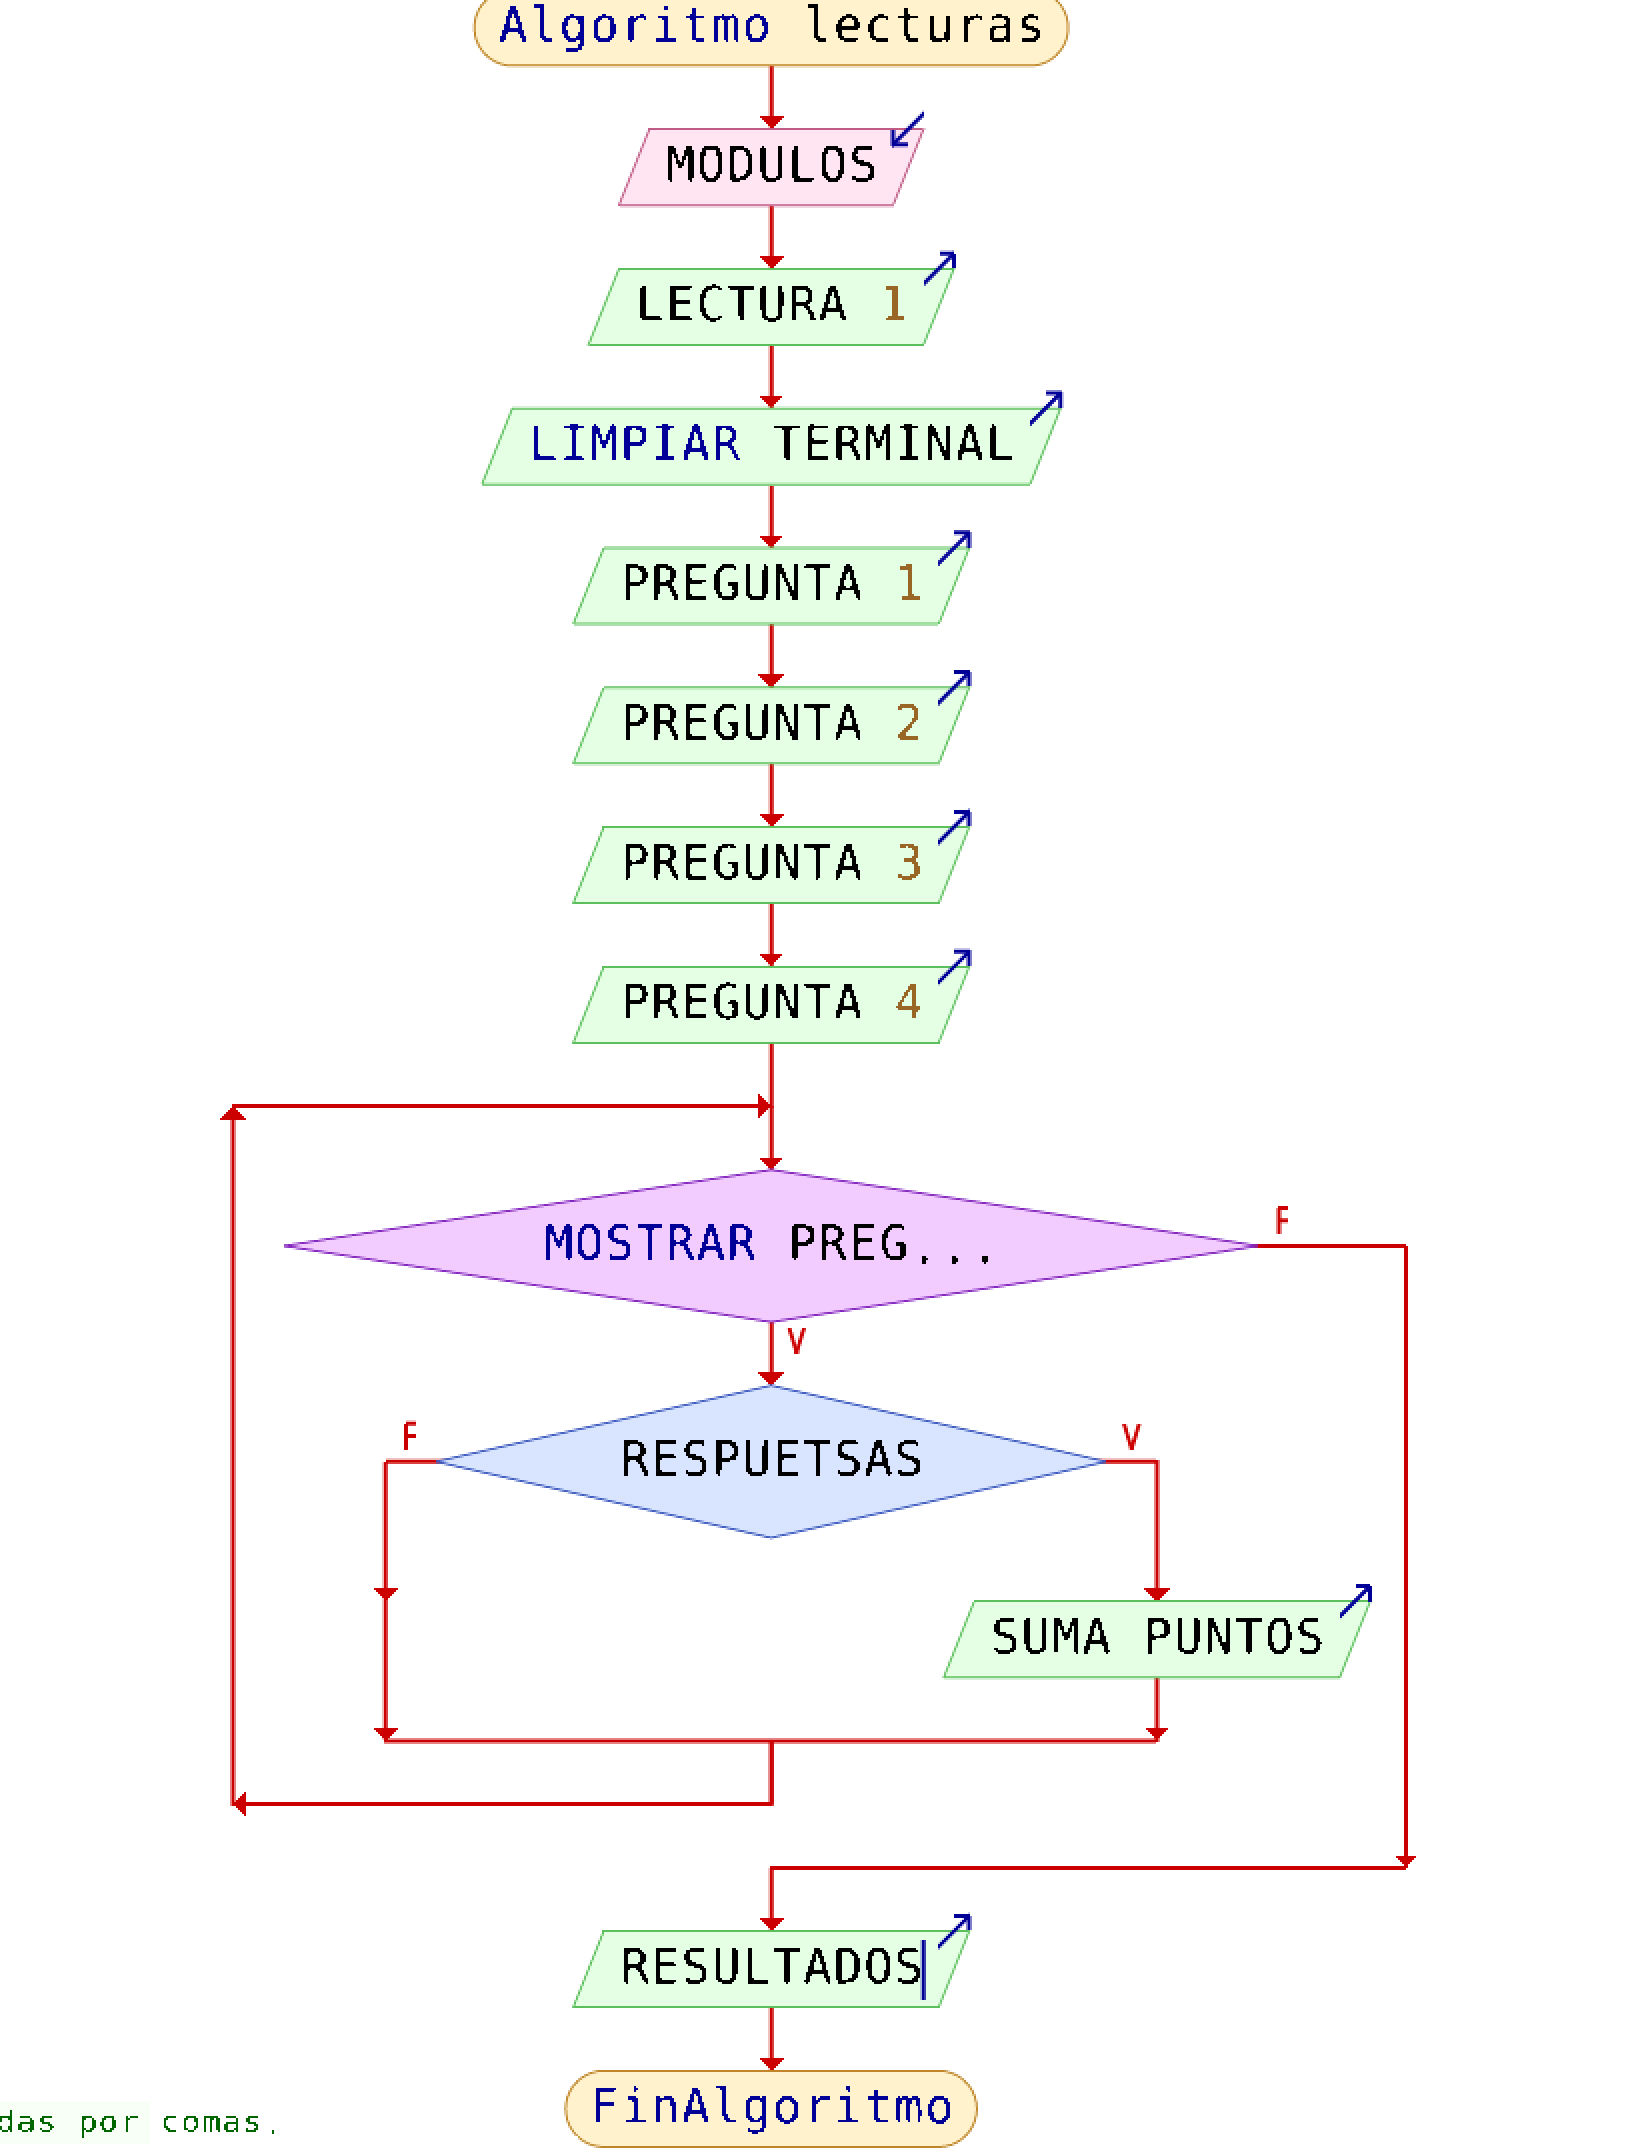 Algoritmo lecturas
MODULOS
LECTURA 1
LIMPIAR TERMINAL
PREGUNTA 1
PREGUNTA 2
PREGUNTA 3
PREGUNTA 4
MOSTRAR PREG...
F
V
RESPUETSAS
F
V
SUMA PUNTOS
RESULTADOS
FinAlgoritmo
das por comas.